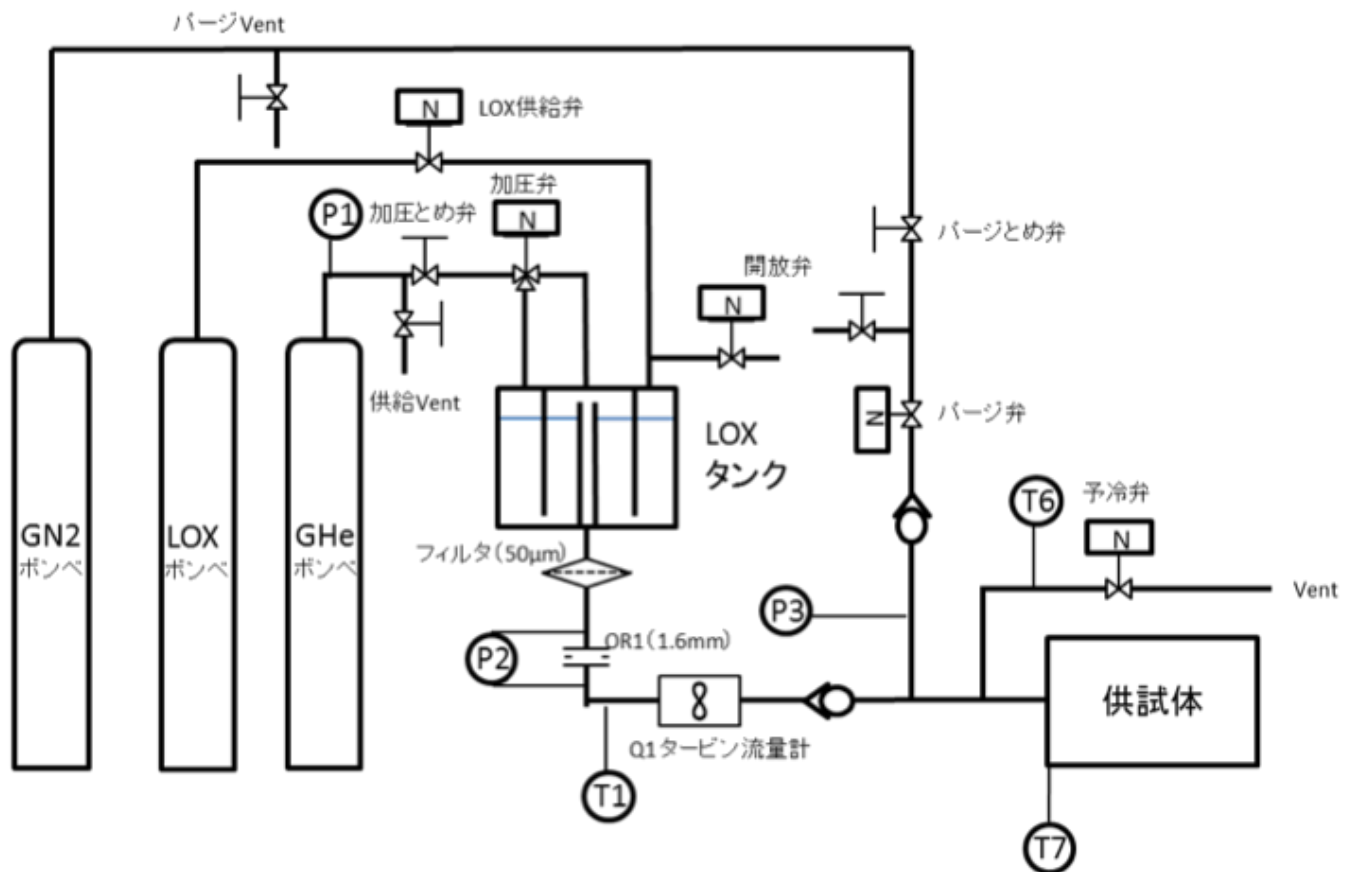 パージVent
N
LOX供給弁
加圧弁
P1
加圧とめ弁
N
パージとめ弁
開放弁
N
供給Vent
N
パージ弁
LOX
タンク
T6
予冷弁
N
GN2
ボンベ
LOX
ボンベ
GHe
ボンベ
フィルタ(50μm)
Vent
P3
OR1(1.6mm)
P2
供試体
Q1タービン流量計
T1
T7